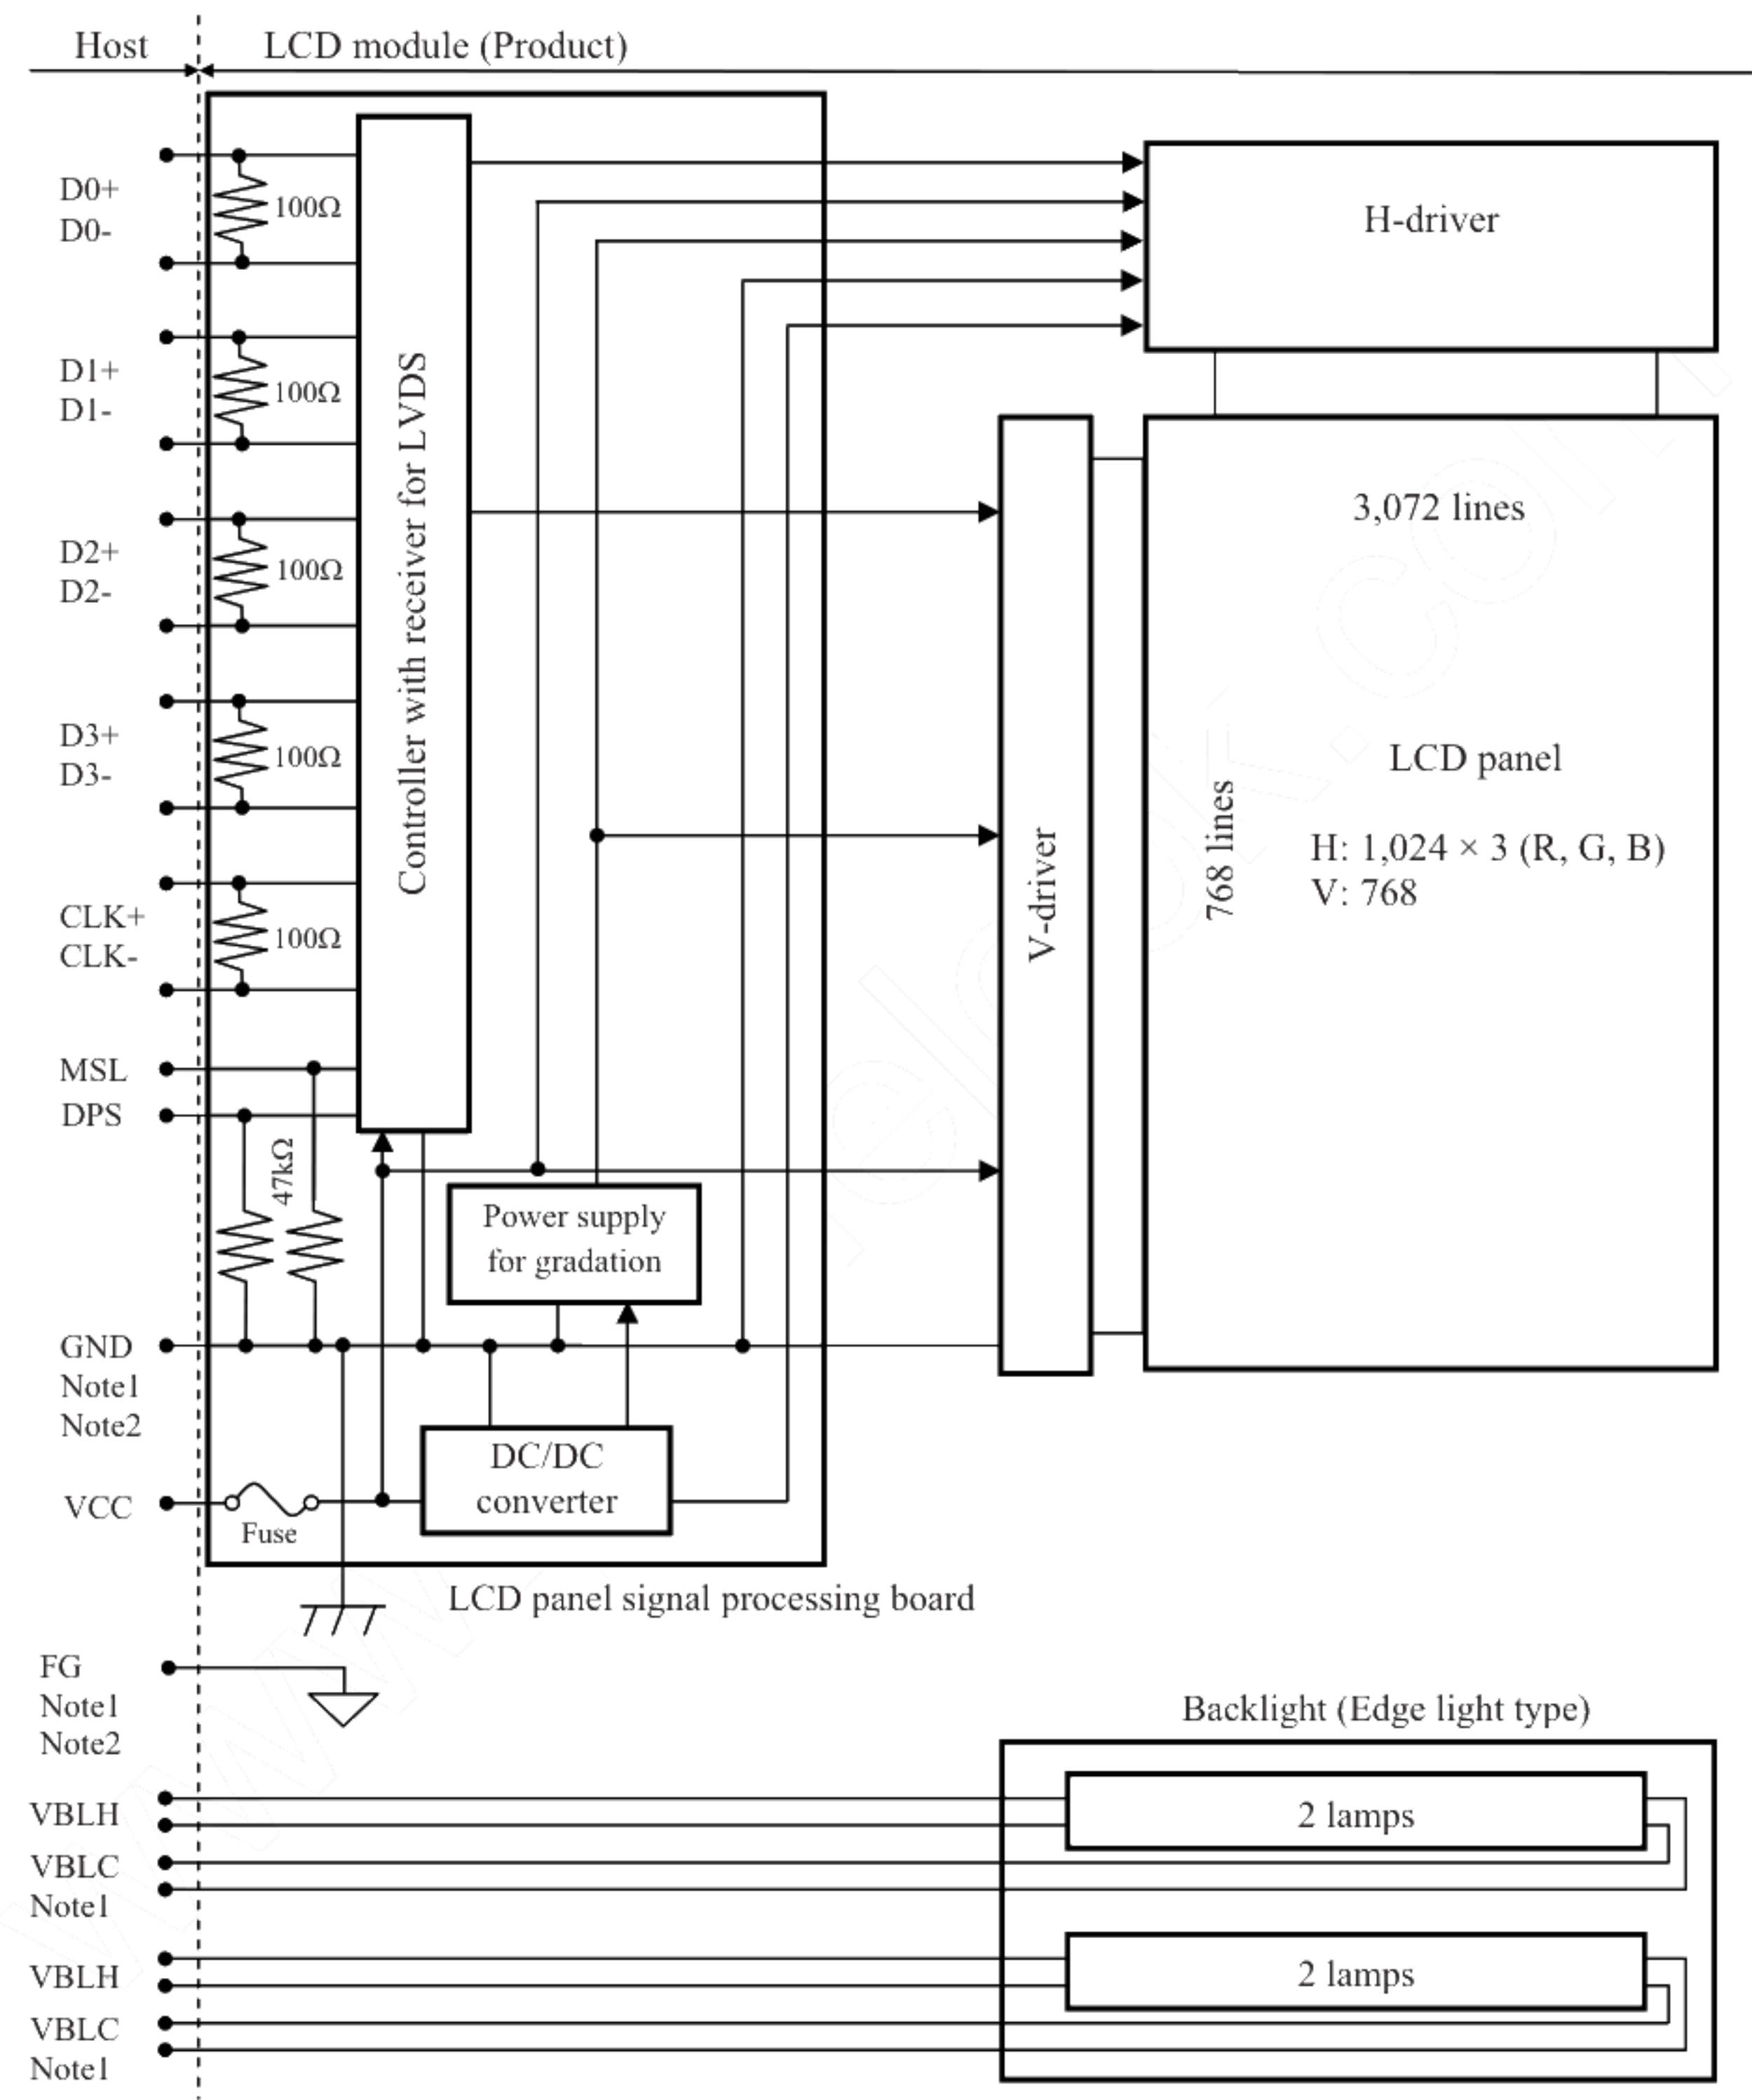 Host
LCD module (Product)
D0+
D0-
100Ω
H-driver
D1+
D1-
100Ω
Controller with receiver for LVDS
D2+
D2-
100Ω
3,072 lines
D3+
D3-
100Ω
LCD panel
768 lines
H: 1,024 × 3 (R, G, B)
V: 768
V-driver
CLK+
CLK-
100Ω
MSL
DPS
47kΩ
Power supply
for gradation
GND
Note1
Note2
DC/DC
converter
VCC
Fuse
LCD panel signal processing board
FG
Note1
Note2
Backlight (Edge light type)
VBLH
2 lamps
VBLC
Note1
VBLH
2 lamps
VBLC
Note1